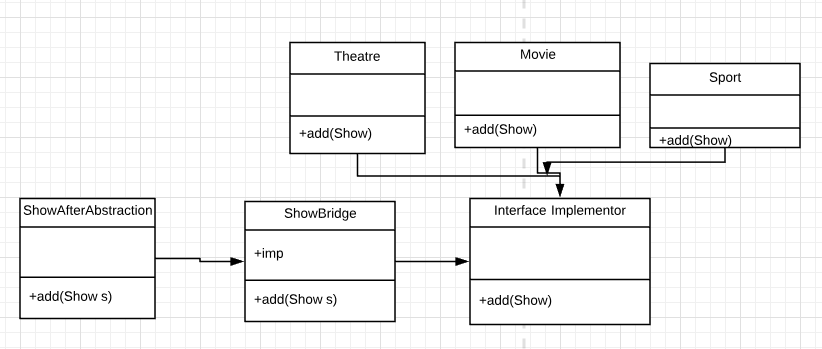 Theatre
+add(Show)
Movie
+add(Show)
Sport
+add(Show)
ShowAfterAbstraction
+add(Show s)
ShowBridge
+imp
+add(Show s)
Interface Implementor
+add(Show)